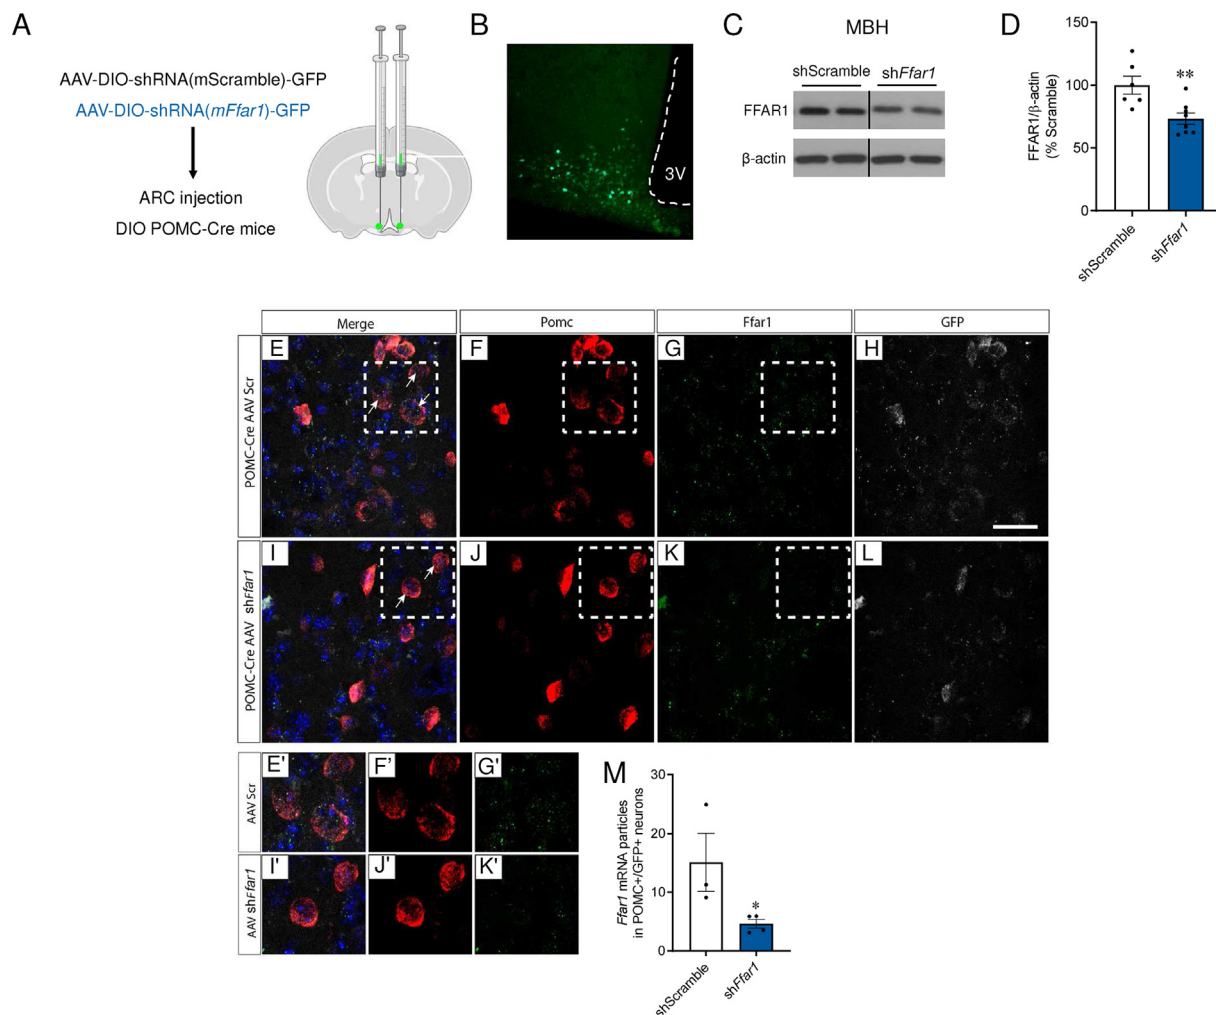 A
AAV-DIO-shRNA(mScramble)-GFP
AAV-DIO-shRNA(mFfar1)-GFP
ARC injection
DIO POMC-Cre mice
B
3V
C
MBH
shScramble
shFfar1
FFAR1
β-actin
D
FFAR1/β-actin
(% Scramble)
150
100
50
0
**
shScramble
shFfar1
Merge
Pomc
Ffar1
GFP
POMC-Cre AAV Scr
E
F
G
H
POMC-Cre AAV shFfar1
I
J
K
L
AAV Scr
E'
F'
G'
AAV shFfar1
I'
J'
K'
M
Ffar1 mRNA particles
in POMC+/GFP+ neurons
30
20
10
0
*
shScramble
shFfar1